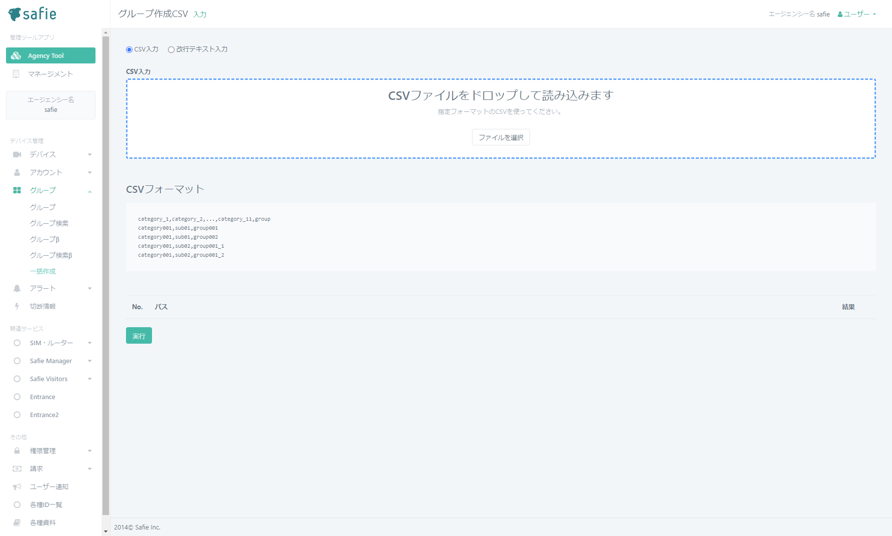 safie
管理ツールアプリ
Agency Tool
マネージメント
エージェンシー名
safie
デバイス管理
デバイス
アカウント
グループ
グループ
グループ検索
グループβ
グループ検索β
一括作成
アラート
切断情報
関連サービス
SIM・ルーター
Safie Manager
Safie Visitors
Entrance
Entrance2
その他
権限管理
請求
ユーザー通知
各種ID一覧
各種資料
グループ作成CSV 入力
エージェンシー名 safie
ユーザー
CSV入力 改行テキスト入力
CSV入力
CSVファイルをドロップして読み込みます
指定フォーマットのCSVを使ってください。
ファイルを選択
CSVフォーマット
category_1,category_2,...,category_11,group
category001,sub01,group001
category001,sub01,group002
category001,sub02,group001_1
category001,sub02,group001_2
No. パス 結果
実行
2014© Safie Inc.